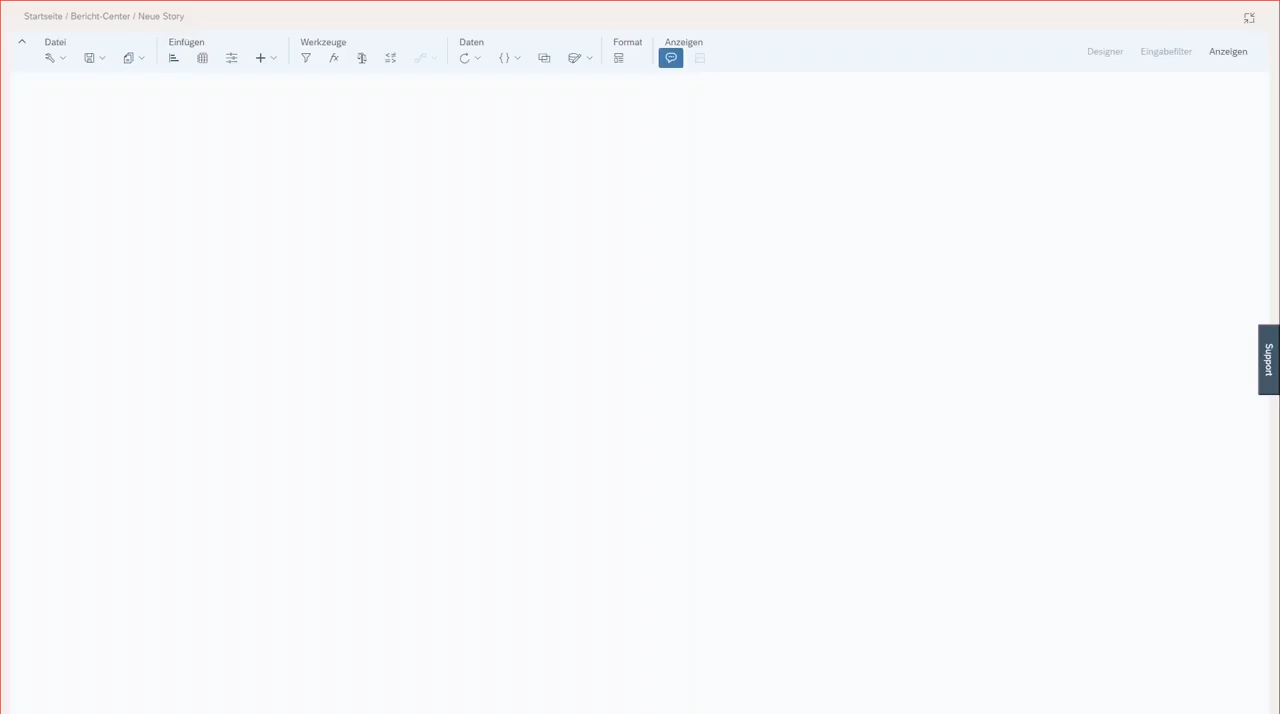 Startseite / Bericht-Center / Neue Story
Datei
Einfügen
Werkzeuge
Daten
Format
Anzeigen
Designer
Eingabefilter
Anzeigen
Support